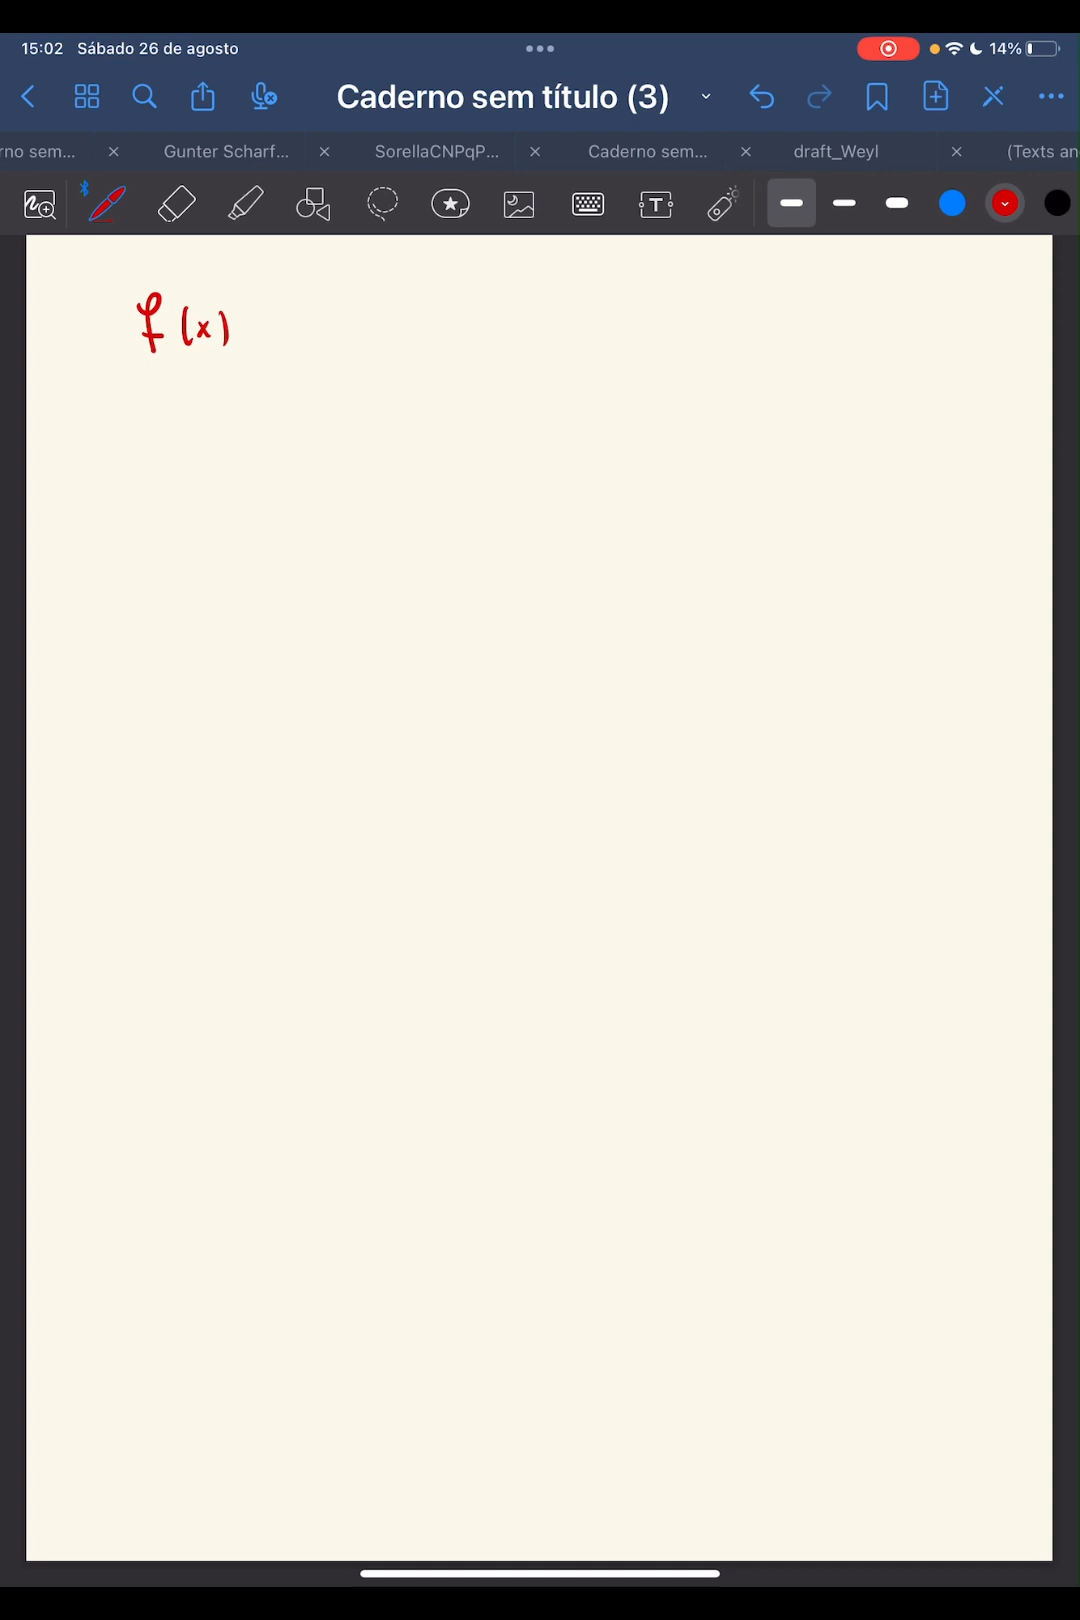 15:02 Sábado 26 de agosto 14%
Caderno sem título (3)
rno sem... Gunter Scharf... SorellaCNPqP... Caderno sem... draft_Weyl (Texts an
T
φ(x)